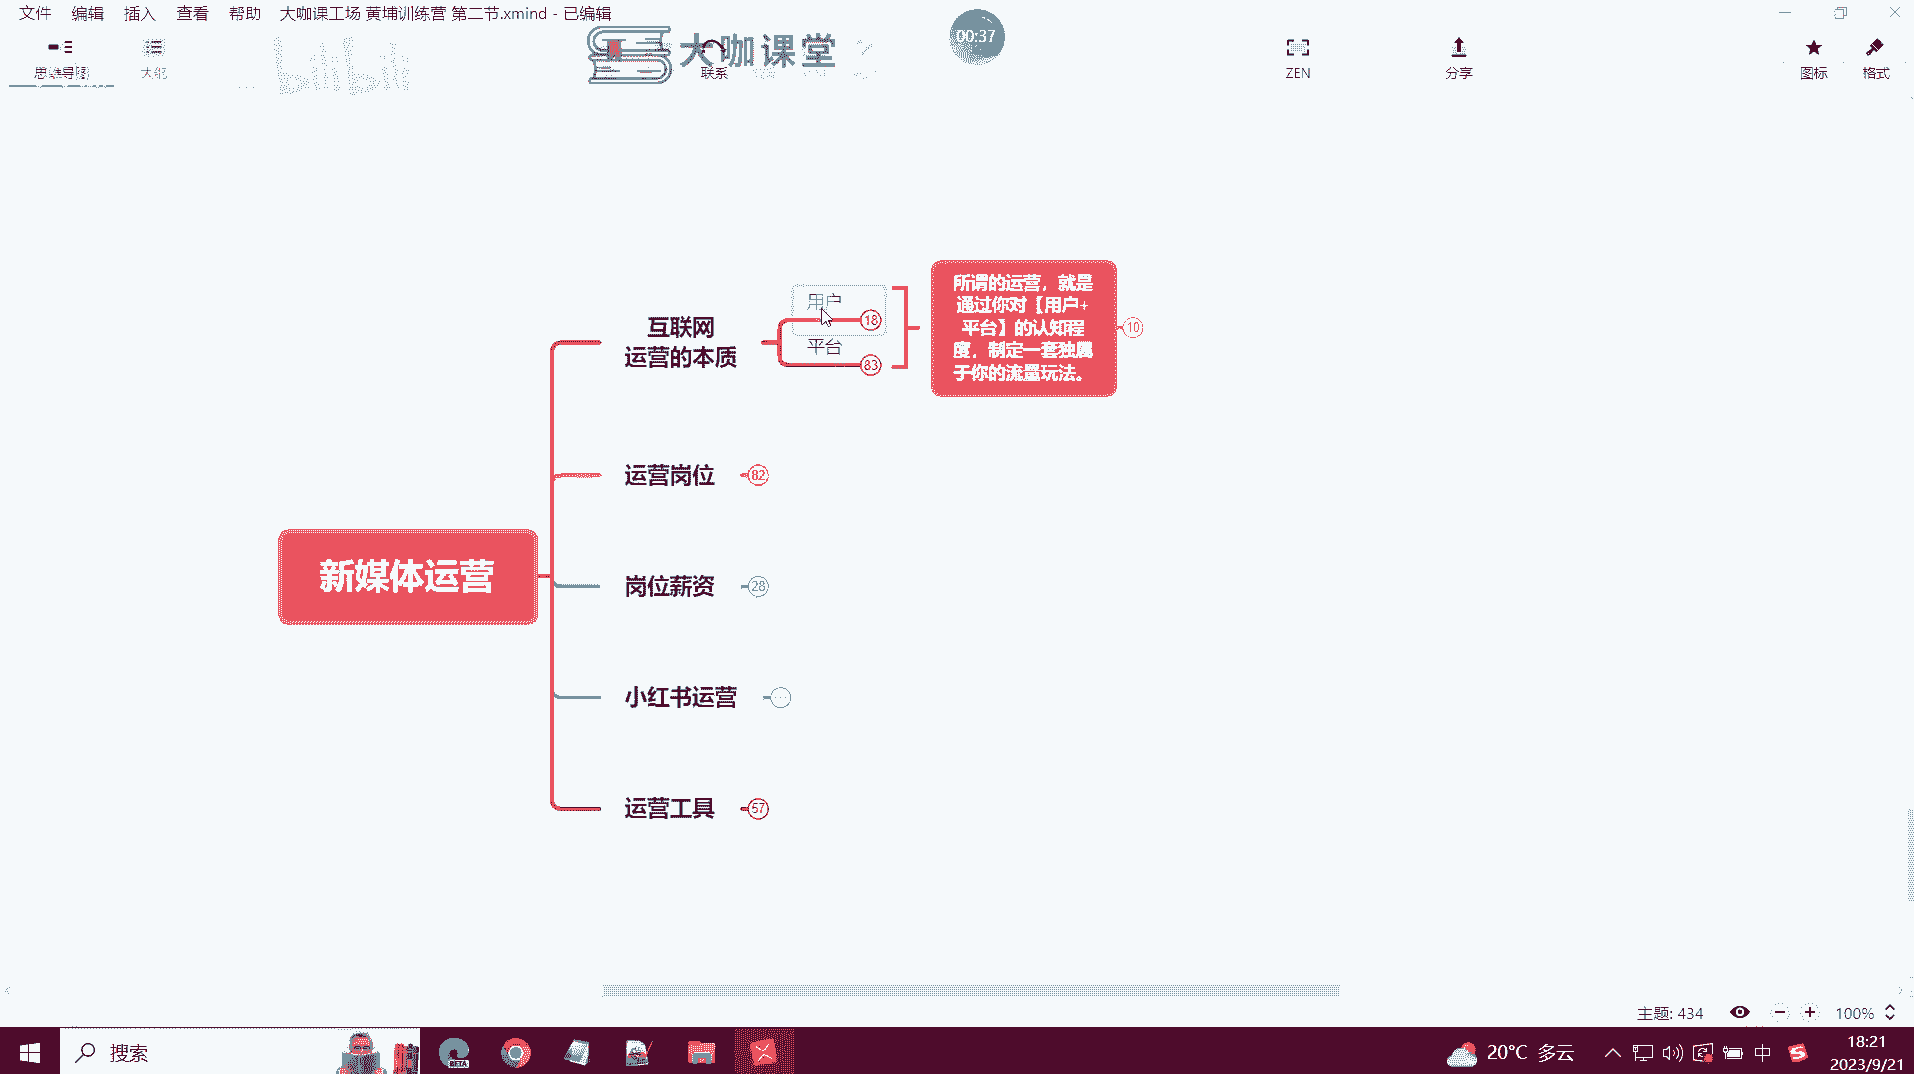 文件 编辑 插入 查看 帮助 大咖课工场 黄埔训练营 第二节.xmind - 已编辑
思维导图
大纲
bilibili
大咖课堂
联系
00:37
ZEN
分享
图标
格式
用户
18
平台
83
互联网
运营的本质
所谓的运营，就是
通过你对【用户+
平台】的认知程
度，制定一套独属
于你的流量玩法。
10
运营岗位
82
新媒体运营
岗位薪资
28
小红书运营
运营工具
57
主题: 434
100%
搜索
BETA
20°C 多云
中
18:21
2023/9/21